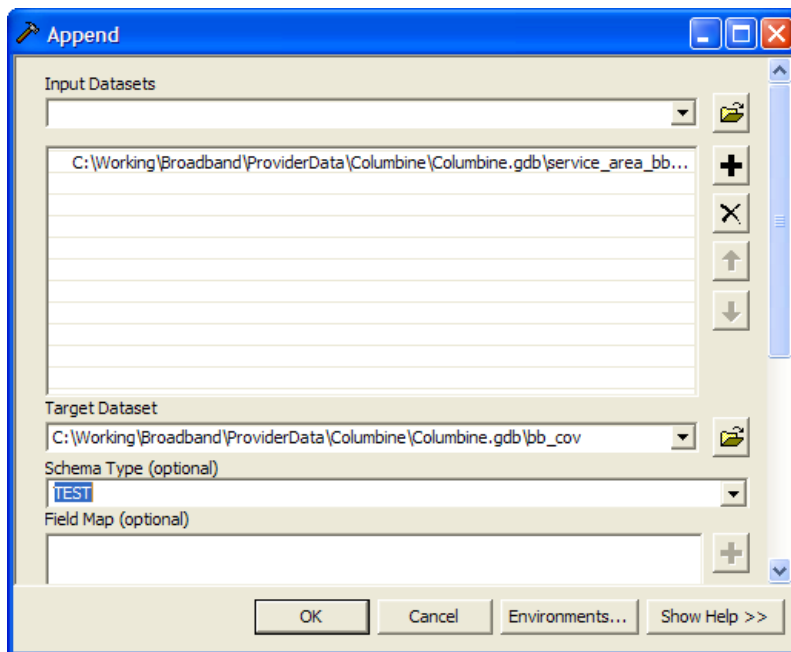 Append
Input Datasets
C:\Working\Broadband\ProviderData\Columbine\Columbine.gdb\service_area_bb...
Target Dataset
C:\Working\Broadband\ProviderData\Columbine\Columbine.gdb\bb_cov
Schema Type (optional)
TEST
Field Map (optional)
OK Cancel Environments... Show Help >>